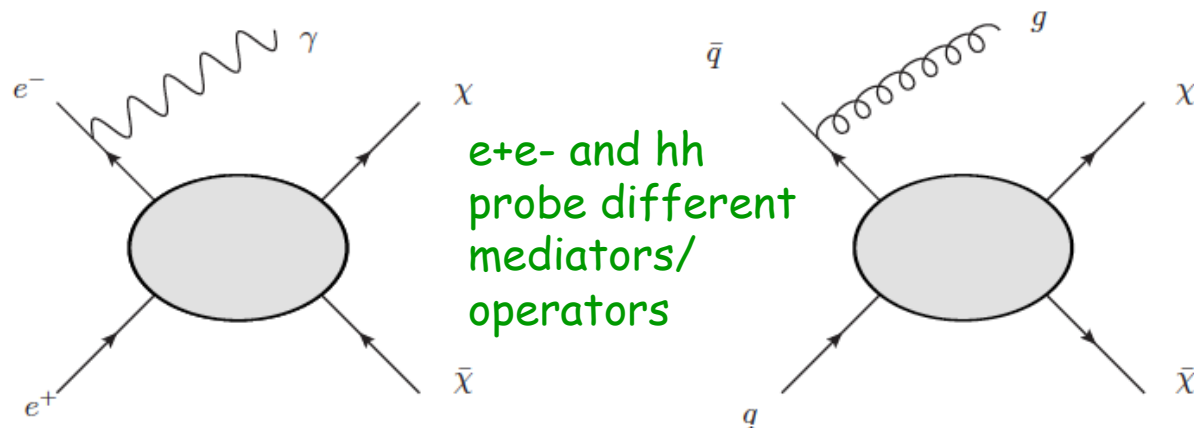 γ
e⁻
χ
e+e- and hh
probe different
mediators/
operators
χ̄
e⁺
g
q̄
χ
χ̄
q